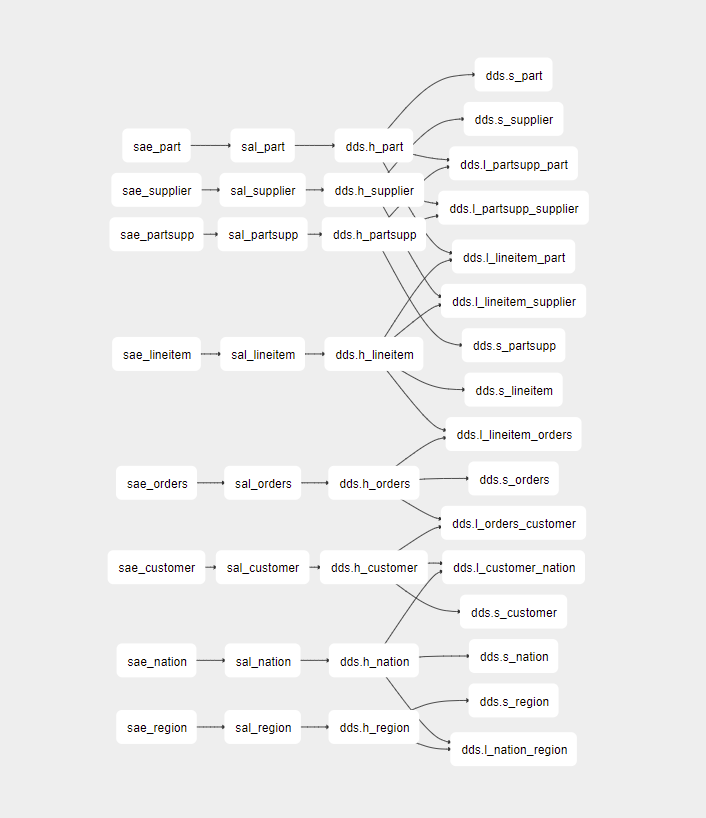 dds.s_part
dds.s_supplier
sae_part sal_part dds.h_part
dds.l_partsupp_part
sae_supplier sal_supplier dds.h_supplier
dds.l_partsupp_supplier
sae_partsupp sal_partsupp dds.h_partsupp
dds.l_lineitem_part
dds.l_lineitem_supplier
dds.s_partsupp
sae_lineitem sal_lineitem dds.h_lineitem
dds.s_lineitem
dds.l_lineitem_orders
dds.s_orders
sae_orders sal_orders dds.h_orders
dds.l_orders_customer
sae_customer sal_customer dds.h_customer dds.l_customer_nation
dds.s_customer
dds.s_nation
sae_nation sal_nation dds.h_nation
dds.s_region
sae_region sal_region dds.h_region
dds.l_nation_region